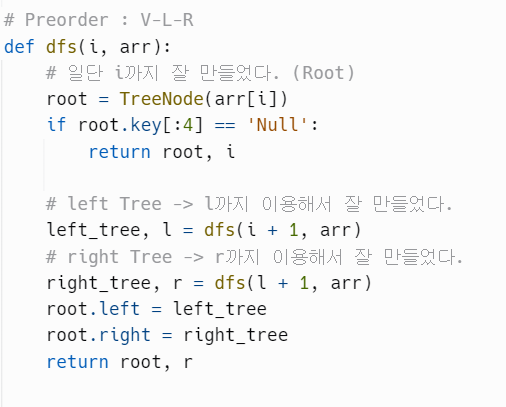 # Preorder : V-L-R
def dfs(i, arr):
    # 일단 i까지 잘 만들었다. (Root)
    root = TreeNode(arr[i])
    if root.key[:4] == 'Null':
        return root, i

    # left Tree -> l까지 이용해서 잘 만들었다.
    left_tree, l = dfs(i + 1, arr)
    # right Tree -> r까지 이용해서 잘 만들었다.
    right_tree, r = dfs(l + 1, arr)
    root.left = left_tree
    root.right = right_tree
    return root, r